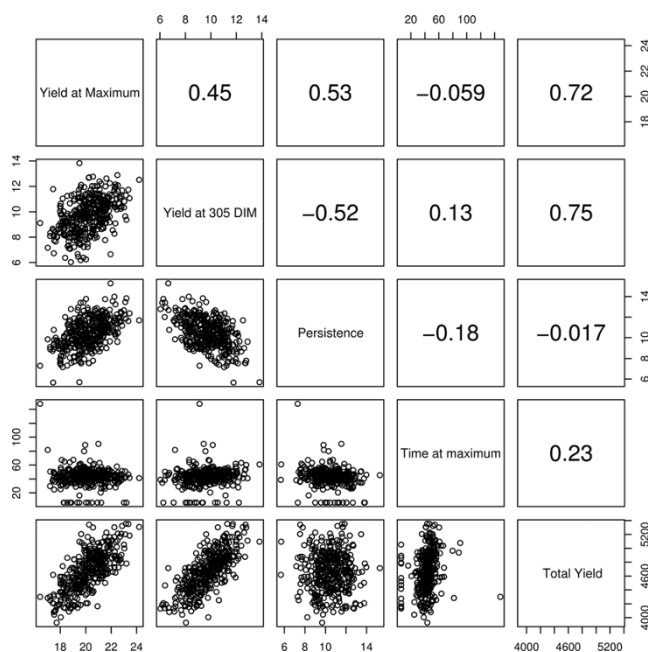 6 8 10 12 14
20 60 100
Yield at Maximum
0.45
0.53
−0.059
0.72
18 20 22 24
6 8 10 12 14
Yield at 305 DIM
−0.52
0.13
0.75
Persistence
−0.18
−0.017
6 8 10 12 14
20 60 100
Time at maximum
0.23
Total Yield
4000 4600 5200
18 20 22 24
6 8 10 12 14
4000 4600 5200